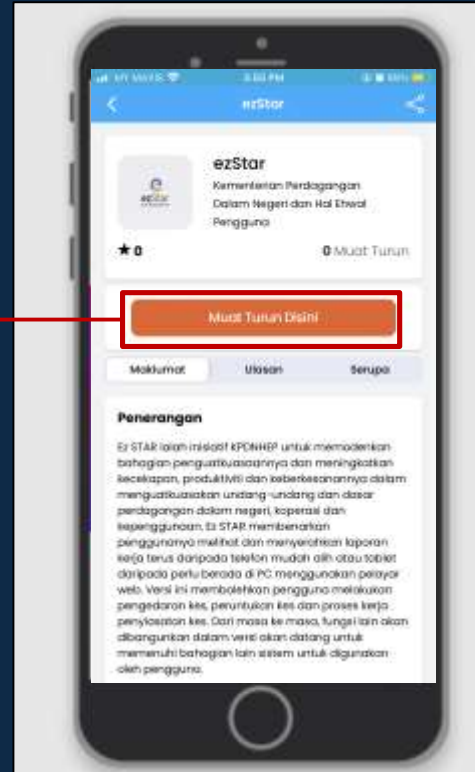 ezStar
ezStar
ezStar
Kementerian Perdagangan
Dalam Negeri dan Hal Ehwal
Pengguna
★ 0
0 Muat Turun
Muat Turun Disini
Maklumat
Ulasan
Serupa
Penerangan
Ez STAR ialah inisiatif KPDNHEP untuk memodenkan
bahagian penguatkuasaannya dan meningkatkan
kecekapan, produktiviti dan keberkesanannya dalam
menguatkuasakan undang-undang dan dasar
perdagangan dalam negeri, koperasi dan
kepenggunaan. Ez STAR membenarkan
penggunanya melihat dan menyerahkan laporan
kerja terus daripada telefon mudah alih atau tablet
daripada perlu berada di PC menggunakan pelayar
web. Versi ini membolehkan pengguna melakukan
pengedaran kes, peruntukan kes dan proses kerja
penyiasatan kes. Dari masa ke masa, fungsi lain akan
dibangunkan dalam versi akan datang untuk
memenuhi bahagian lain sistem untuk digunakan
oleh pengguna.